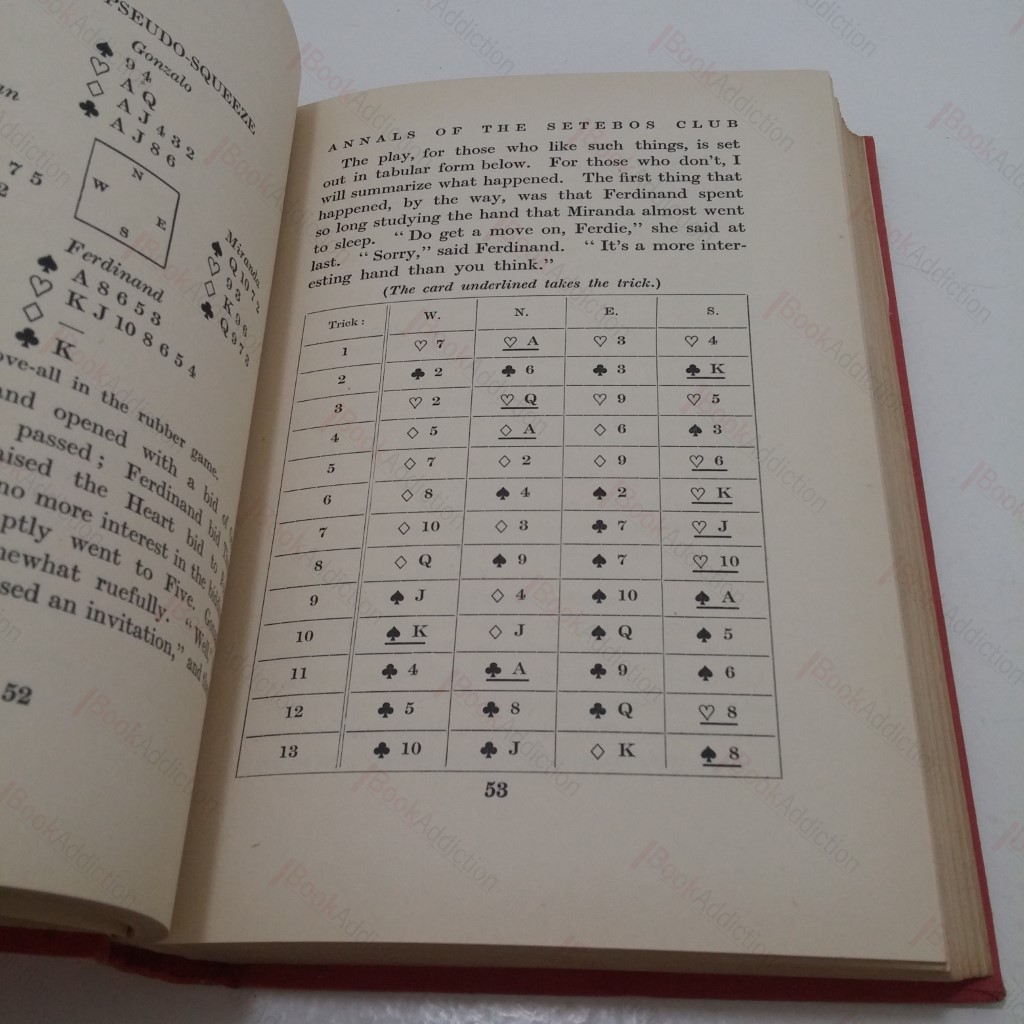 PSEUDO-SQUEEZE
Gonzalo
♠ 9 4
♡ A Q
♢ A J 4 3 2
♣ A J 8 6
7 5
2
N
W
E
S
Miranda
♠ Q 10 7 2
♡ 9 3
♢ K 9 6
♣ Q 9 7 3
Ferdinand
♠ A 8 6 5 3
♡ K J 10 8 6 5 4
♢ —
♣ K
ove-all in the rubber game.
and opened with a bid of
passed; Ferdinand bid
aised the Heart bid to
no more interest in the
ptly went to Five.
mewhat ruefully. "Well,
sed an invitation," and
52
ANNALS OF THE SETEBOS CLUB
The play, for those who like such things, is set
out in tabular form below. For those who don't, I
will summarize what happened. The first thing that
happened, by the way, was that Ferdinand spent
so long studying the hand that Miranda almost went
to sleep. "Do get a move on, Ferdie," she said at
last. "Sorry," said Ferdinand. "It's a more inter-
esting hand than you think."
(The card underlined takes the trick.)
Trick: W. N. E. S.
1 ♡ 7 ♡ A ♡ 3 ♡ 4
2 ♣ 2 ♣ 6 ♣ 3 ♣ K
3 ♡ 2 ♡ Q ♡ 9 ♡ 5
4 ♢ 5 ♢ A ♢ 6 ♠ 3
5 ♢ 7 ♢ 2 ♢ 9 ♡ 6
6 ♢ 8 ♠ 4 ♠ 2 ♡ K
7 ♢ 10 ♢ 3 ♣ 7 ♡ J
8 ♢ Q ♠ 9 ♠ 7 ♡ 10
9 ♠ J ♢ 4 ♠ 10 ♠ A
10 ♠ K ♢ J ♠ Q ♠ 5
11 ♣ 4 ♣ A ♣ 9 ♠ 6
12 ♣ 5 ♣ 8 ♣ Q ♡ 8
13 ♣ 10 ♣ J ♢ K ♠ 8
53
BookAddiction